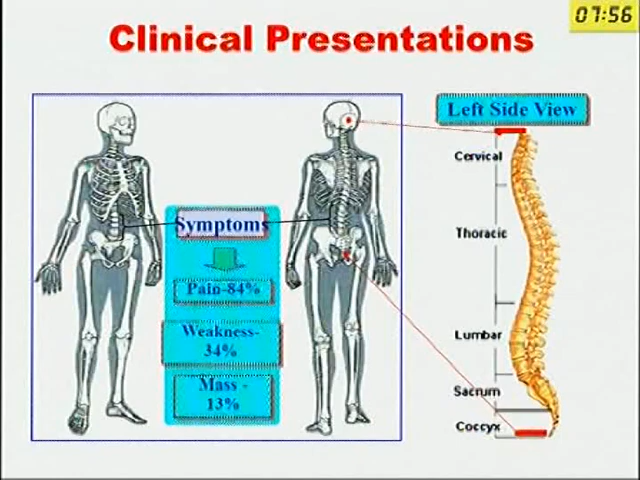 07:56
Clinical Presentations
Left Side View
Cervical
Thoracic
Lumbar
Sacrum
Coccyx
Symptoms
Pain-84%
Weakness-
34%
Mass -
13%